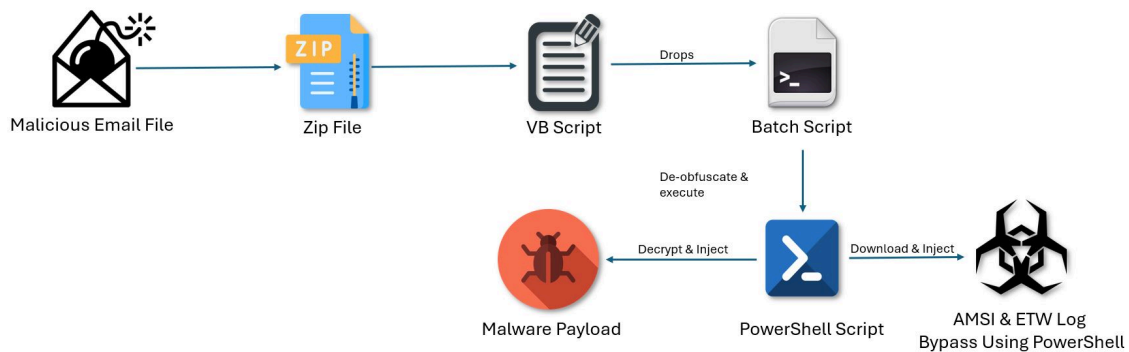 ZIP
Malicious Email File
Zip File
VB Script
Drops
>_
Batch Script
De-obfuscate &
execute
Decrypt & Inject
Download & Inject
Malware Payload
PowerShell Script
AMSI & ETW Log
Bypass Using PowerShell